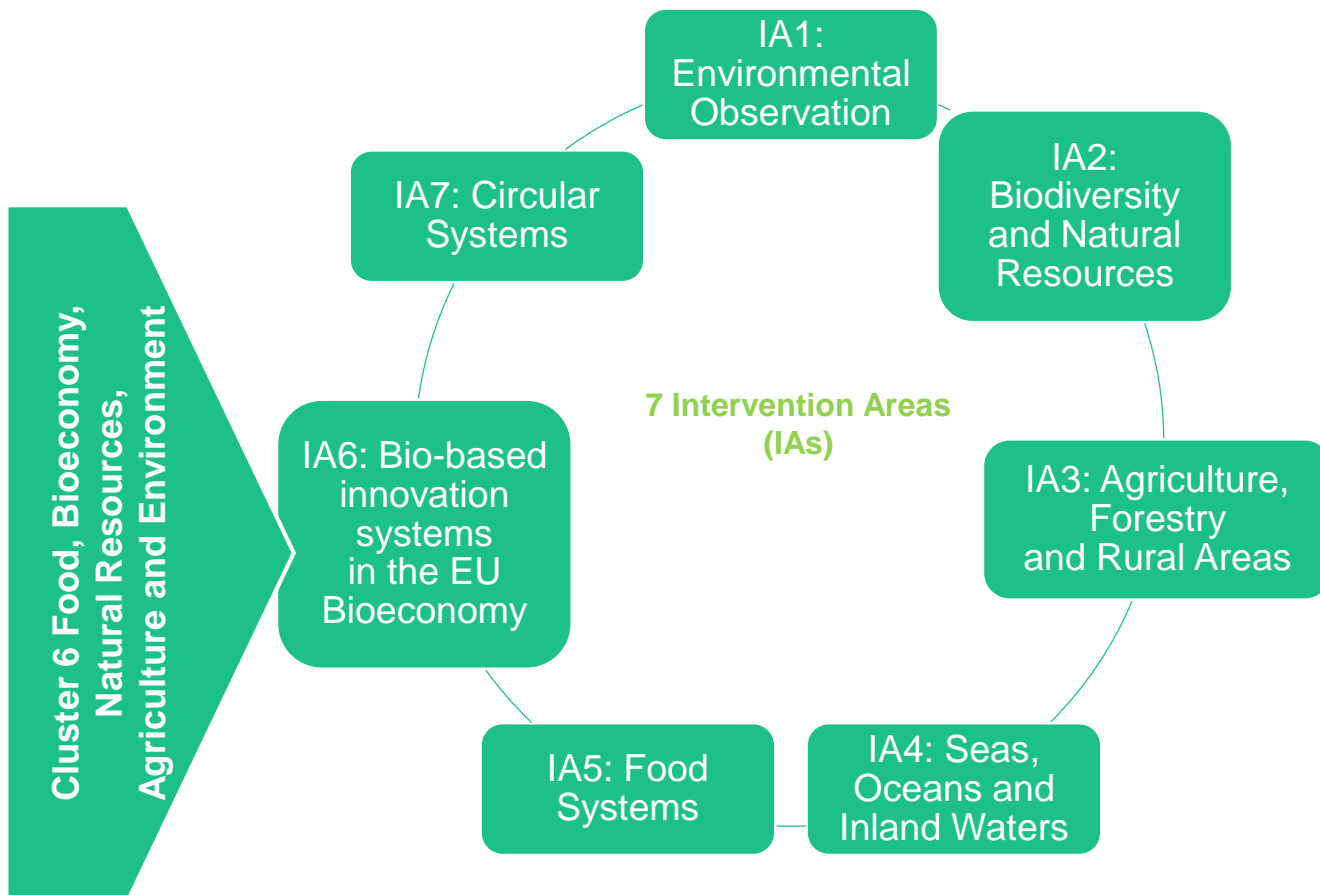 Cluster 6 Food, Bioeconomy,
Natural Resources,
Agriculture and Environment
IA1:
Environmental
Observation
IA2:
Biodiversity
and Natural
Resources
IA3: Agriculture,
Forestry
and Rural Areas
IA4: Seas,
Oceans and
Inland Waters
IA5: Food
Systems
IA6: Bio-based
innovation
systems
in the EU
Bioeconomy
IA7: Circular
Systems
7 Intervention Areas
(IAs)